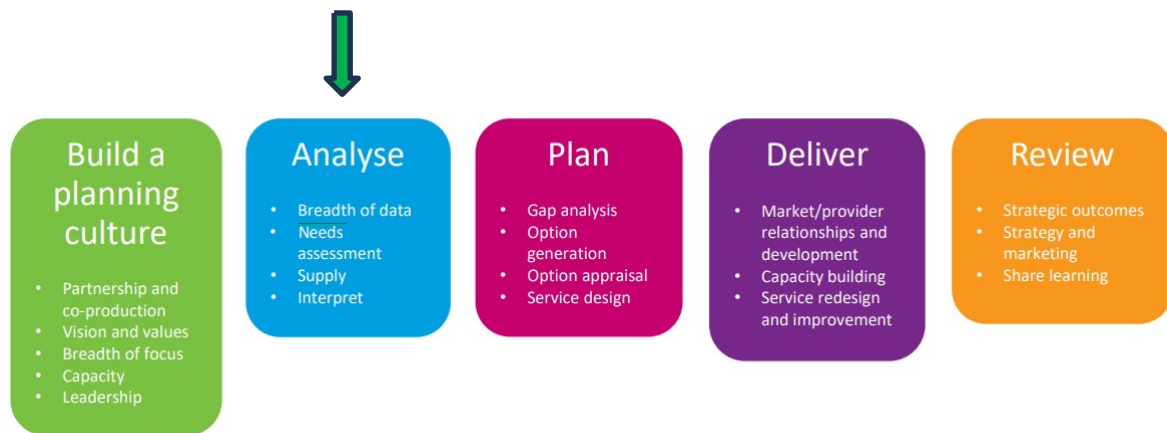 Build a
planning
culture
• Partnership and
co-production
• Vision and values
• Breadth of focus
• Capacity
• Leadership
Analyse
• Breadth of data
• Needs
assessment
• Supply
• Interpret
Plan
• Gap analysis
• Option
generation
• Option appraisal
• Service design
Deliver
• Market/provider
relationships and
development
• Capacity building
• Service redesign
and improvement
Review
• Strategic outcomes
• Strategy and
marketing
• Share learning